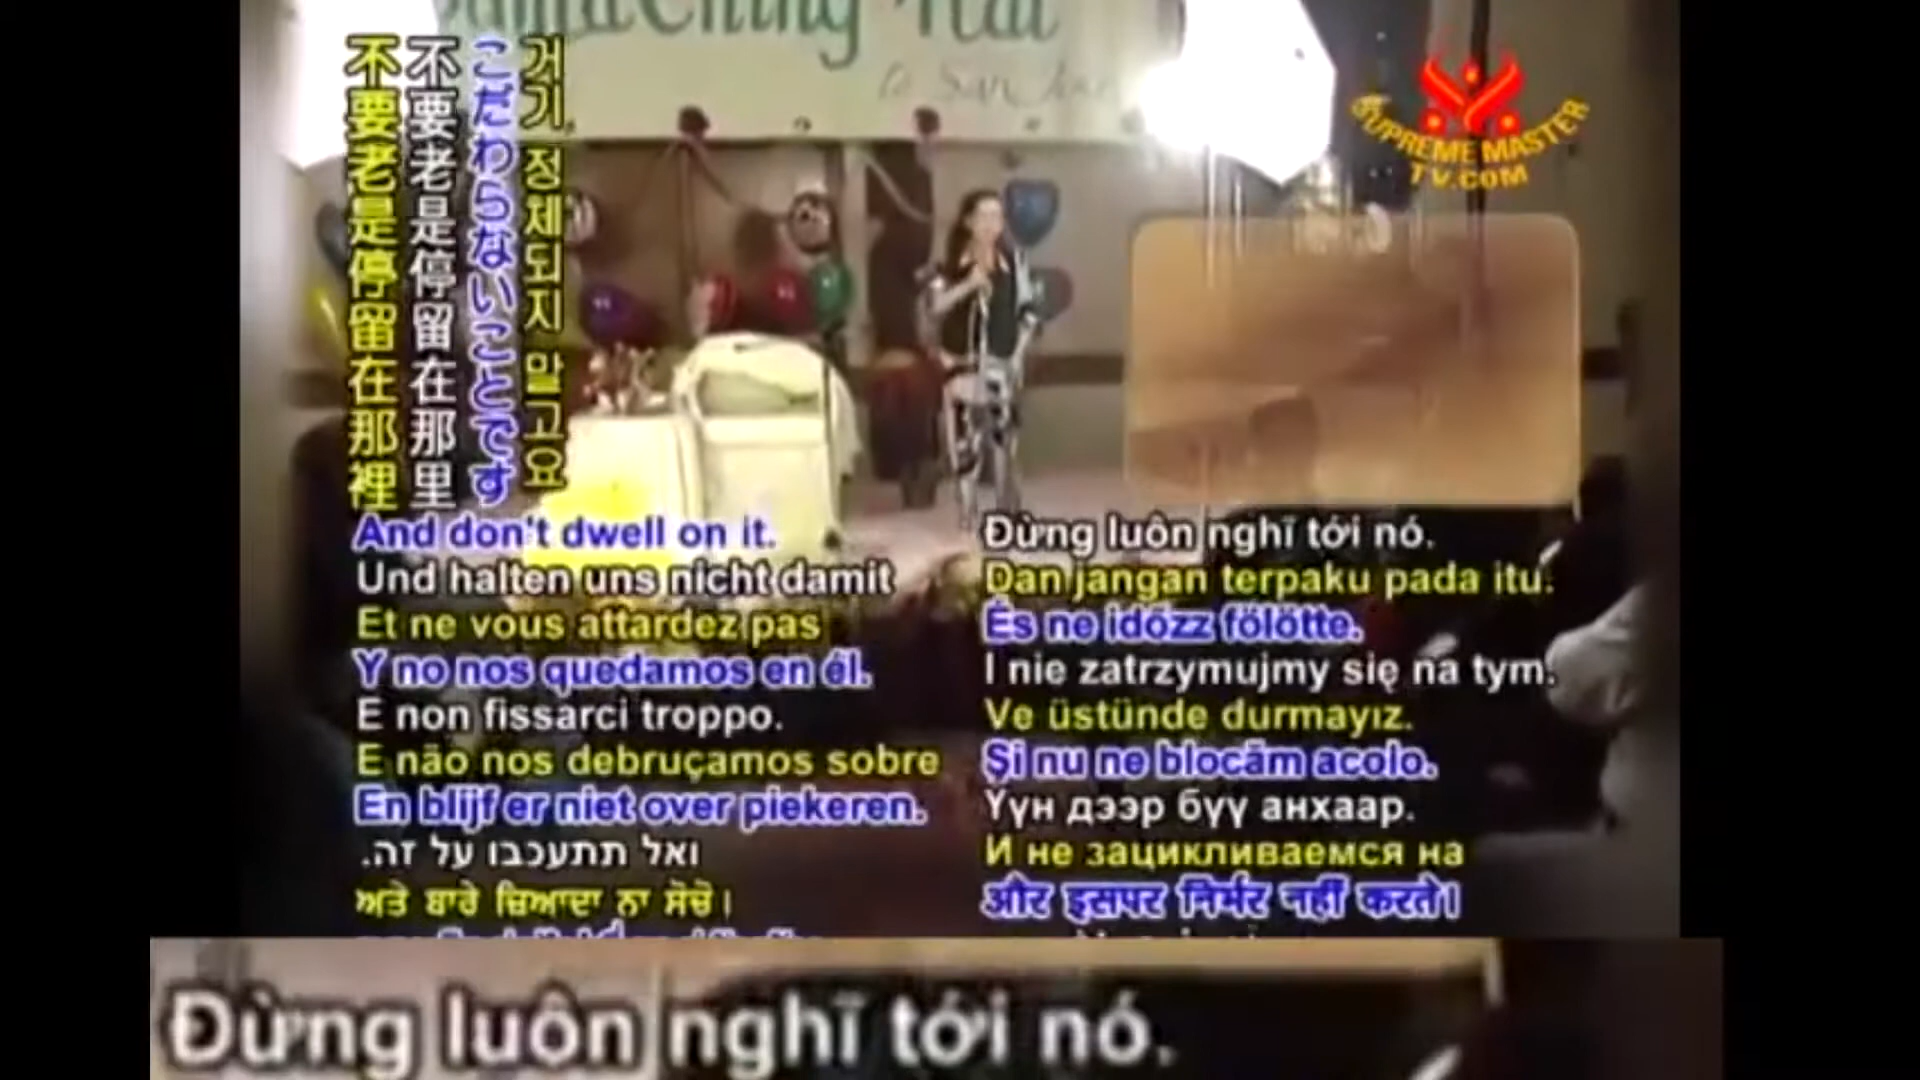 Ching Hai
to San Jose
SUPREME MASTER
TV.COM
不要老是停留在那裡
不要老是停留在那里
こだわらないことです
거기 정체되지 말고요
And don't dwell on it.
Und halten uns nicht damit
Et ne vous attardez pas
Y no nos quedamos en él.
E non fissarci troppo.
E não nos debruçamos sobre
En blijf er niet over piekeren.
ואל תתעכבו על זה.
ਅਤੇ ਬਾਰੇ ਜ਼ਿਆਦਾ ਨਾ ਸੋਚੋ।
Đừng luôn nghĩ tới nó.
Dan jangan terpaku pada itu.
És ne időzz fölötte.
I nie zatrzymujmy się na tym.
Ve üstünde durmayız.
Şi nu ne blocăm acolo.
Үүн дээр бүү анхаар.
И не зацикливаемся на
और इसपर निर्भर नहीं करते।
Đừng luôn nghĩ tới nó.